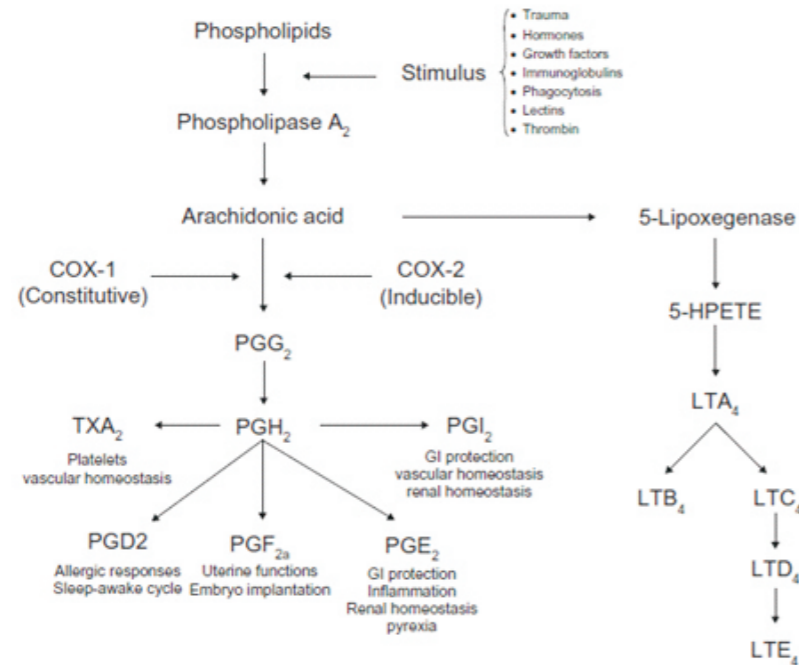 Phospholipids
Stimulus
• Trauma
• Hormones
• Growth factors
• Immunoglobulins
• Phagocytosis
• Lectins
• Thrombin
Phospholipase A₂
Arachidonic acid
5-Lipoxegenase
COX-1
(Constitutive)
COX-2
(Inducible)
5-HPETE
PGG₂
LTA₄
TXA₂
Platelets
vascular homeostasis
PGH₂
PGI₂
GI protection
vascular homeostasis
renal homeostasis
LTB₄
LTC₄
PGD2
Allergic responses
Sleep-awake cycle
PGF₂ₐ
Uterine functions
Embryo implantation
PGE₂
GI protection
Inflammation
Renal homeostasis
pyrexia
LTD₄
LTE₄